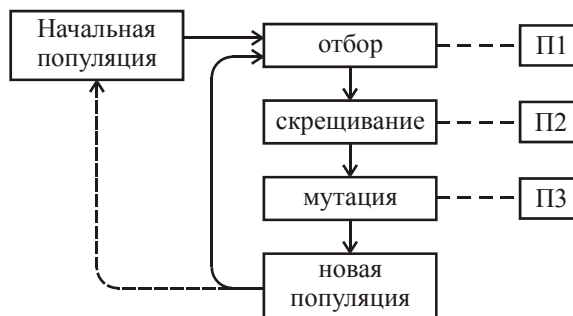 Начальная
популяция
отбор
П1
скрещивание
П2
мутация
П3
новая
популяция